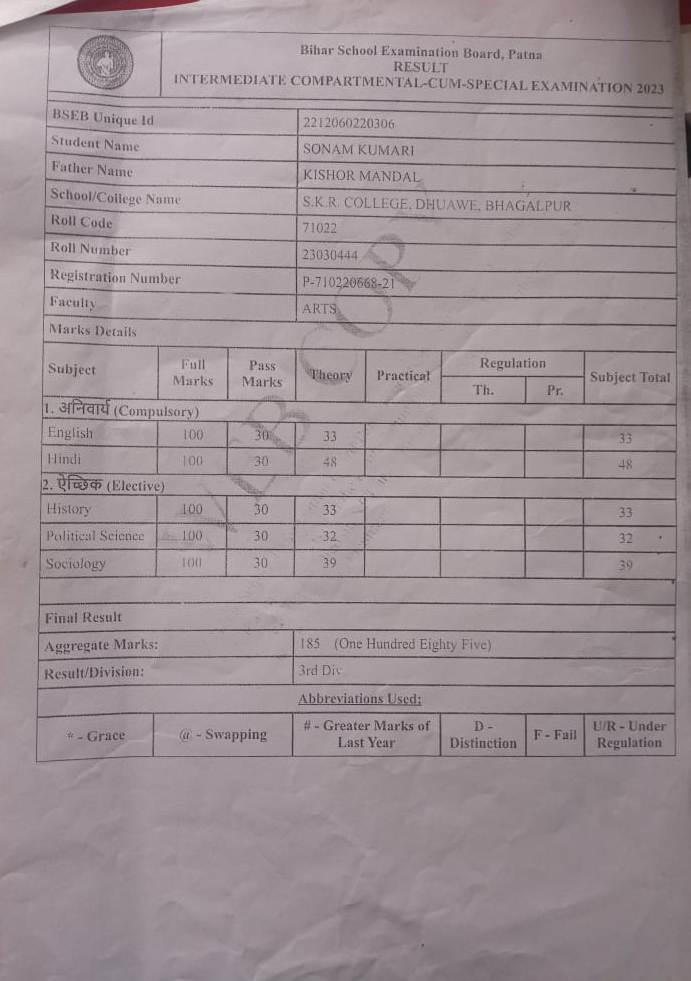 Bihar School Examination Board, Patna
RESULT
INTERMEDIATE COMPARTMENTAL-CUM-SPECIAL EXAMINATION 2023
BSEB Unique Id 2212060220306
Student Name SONAM KUMARI
Father Name KISHOR MANDAL
School/College Name S.K.R. COLLEGE, DHUAWE, BHAGALPUR
Roll Code 71022
Roll Number 23030444
Registration Number P-710220668-21
Faculty ARTS
Marks Details
Subject Full Marks Pass Marks Theory Practical Regulation Subject Total
Th. Pr.
1. अनिवार्य (Compulsory)
English 100 30 33 33
Hindi 100 30 48 48
2. ऐच्छिक (Elective)
History 100 30 33 33
Political Science 100 30 32 32
Sociology 100 30 39 39
Final Result
Aggregate Marks: 185 (One Hundred Eighty Five)
Result/Division: 3rd Div
Abbreviations Used:
* - Grace @ - Swapping # - Greater Marks of Last Year D - Distinction F - Fail U/R - Under Regulation
WEB COPY